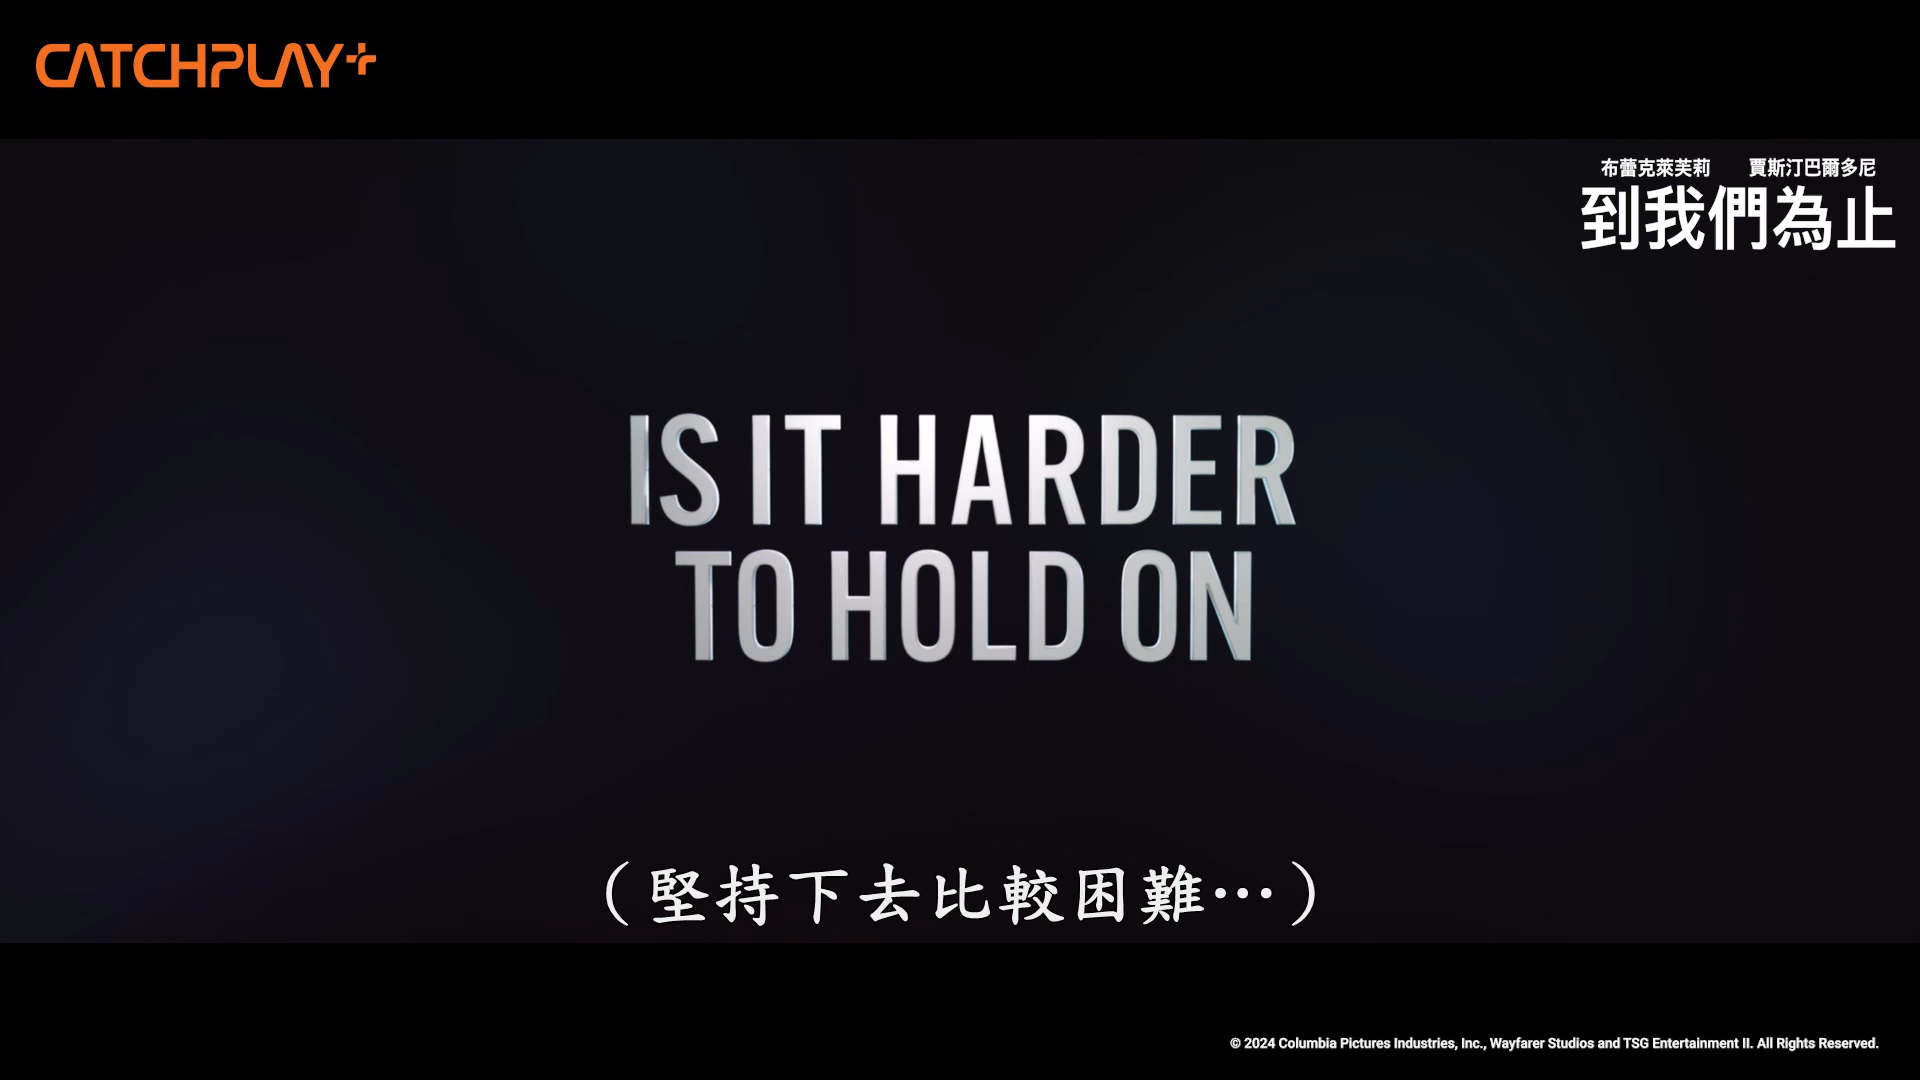 CATCHPLAY+
布蕾克萊芙莉 賈斯汀巴爾多尼
到我們為止
IS IT HARDER
TO HOLD ON
（堅持下去比較困難…）
© 2024 Columbia Pictures Industries, Inc., Wayfarer Studios and TSG Entertainment II. All Rights Reserved.